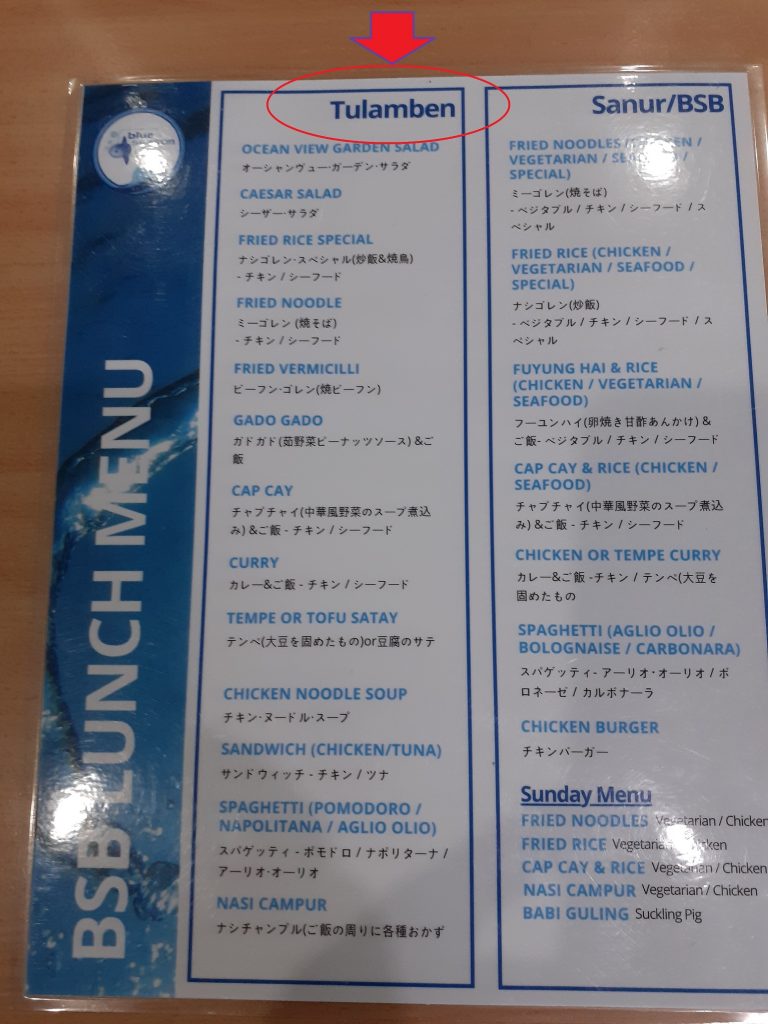 blue
BSB LUNCH MENU
Tulamben
OCEAN VIEW GARDEN SALAD
オーシャンヴュー・ガーデン・サラダ
CAESAR SALAD
シーザー・サラダ
FRIED RICE SPECIAL
ナシゴレン・スペシャル(炒飯&焼鳥)
- チキン / シーフード
FRIED NOODLE
ミーゴレン (焼そば)
- チキン / シーフード
FRIED VERMICILLI
ビーフン・ゴレン(焼ビーフン)
GADO GADO
ガドガド(茹野菜ピーナッツソース) &ご
飯
CAP CAY
チャプチャイ(中華風野菜のスープ煮込
み) &ご飯 - チキン / シーフード
CURRY
カレー&ご飯 - チキン / シーフード
TEMPE OR TOFU SATAY
テンペ(大豆を固めたもの)or豆腐のサテ
CHICKEN NOODLE SOUP
チキン・ヌードル・スープ
SANDWICH (CHICKEN/TUNA)
サンドウィッチ - チキン / ツナ
SPAGHETTI (POMODORO /
NAPOLITANA / AGLIO OLIO)
スパゲッティ - ポモドロ / ナポリターナ /
アーリオ・オーリオ
NASI CAMPUR
ナシチャンプル(ご飯の周りに各種おかず
Sanur/BSB
FRIED NOODLES (CHICKEN /
VEGETARIAN / SEAFOOD /
SPECIAL)
ミーゴレン(焼そば)
- ベジタブル / チキン / シーフード / ス
ペシャル
FRIED RICE (CHICKEN /
VEGETARIAN / SEAFOOD /
SPECIAL)
ナシゴレン(炒飯)
- ベジタブル / チキン / シーフード / ス
ペシャル
FUYUNG HAI & RICE
(CHICKEN / VEGETARIAN /
SEAFOOD)
フーユンハイ(卵焼き甘酢あんかけ) &
ご飯- ベジタブル / チキン / シーフード
CAP CAY & RICE (CHICKEN /
SEAFOOD)
チャプチャイ(中華風野菜のスープ煮込
み) &ご飯 - チキン / シーフード
CHICKEN OR TEMPE CURRY
カレー&ご飯 -チキン / テンペ(大豆を
固めたもの
SPAGHETTI (AGLIO OLIO /
BOLOGNAISE / CARBONARA)
スパゲッティ- アーリオ・オーリオ / ボ
ロネーゼ / カルボナーラ
CHICKEN BURGER
チキンバーガー
Sunday Menu
FRIED NOODLES Vegetarian / Chicken
FRIED RICE Vegetarian / Chicken
CAP CAY & RICE Vegetarian / Chicken
NASI CAMPUR Vegetarian / Chicken
BABI GULING Suckling Pig